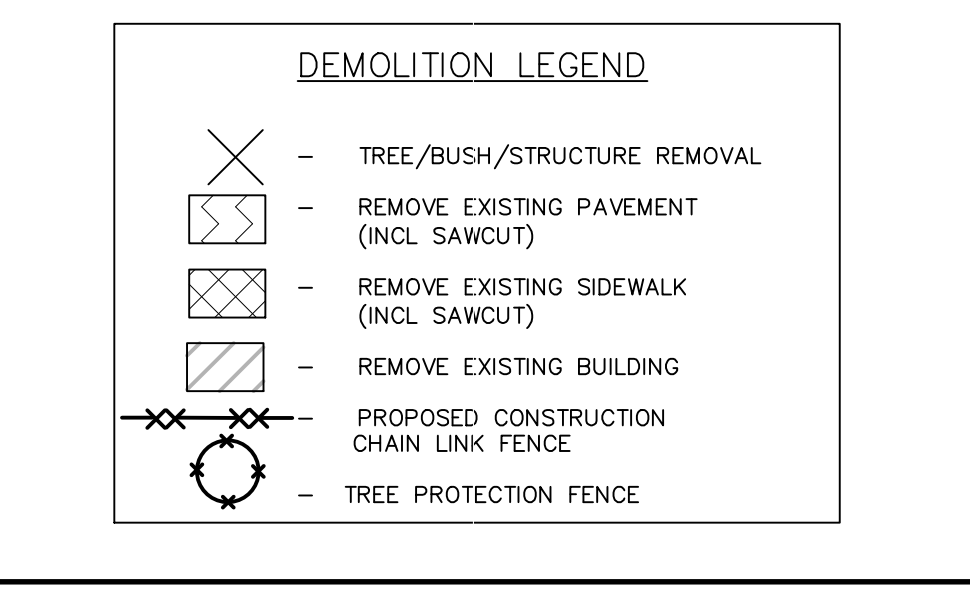 DEMOLITION LEGEND
- TREE/BUSH/STRUCTURE REMOVAL
- REMOVE EXISTING PAVEMENT
(INCL SAWCUT)
- REMOVE EXISTING SIDEWALK
(INCL SAWCUT)
- REMOVE EXISTING BUILDING
- PROPOSED CONSTRUCTION
CHAIN LINK FENCE
- TREE PROTECTION FENCE